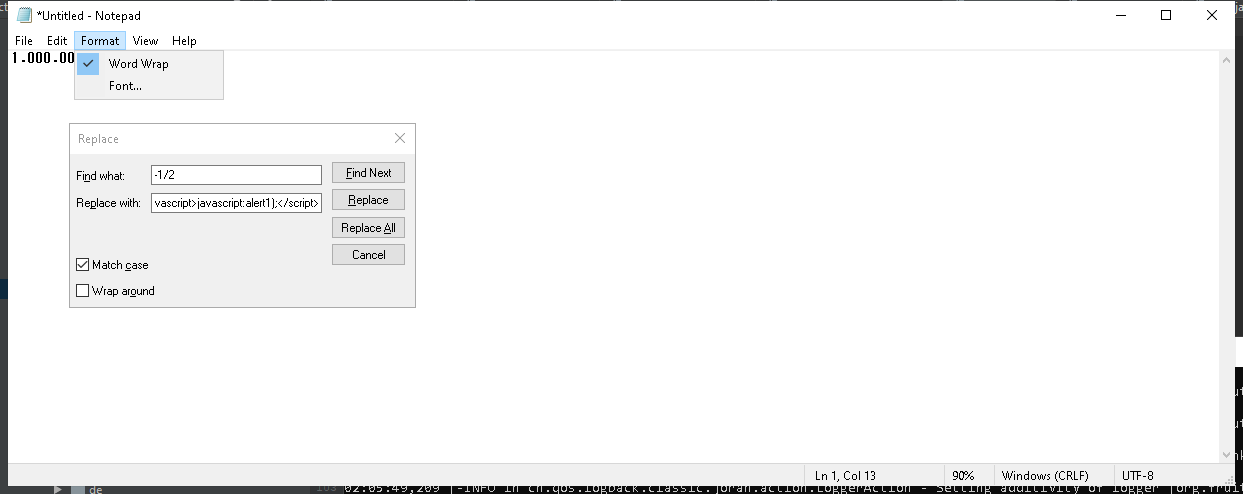 *Untitled - Notepad
File Edit Format View Help
1.000.00
Word Wrap
Font...
Replace
Find what: -1/2 Find Next
Replace with: vascript>javascript:alert1);</script> Replace
Replace All
Cancel
Match case
Wrap around
Ln 1, Col 13 90% Windows (CRLF) UTF-8
de 02:05:49,209 |-INFO in ch.qos.logback.classic.joran.action.LoggerAction - Setting additivity of logger